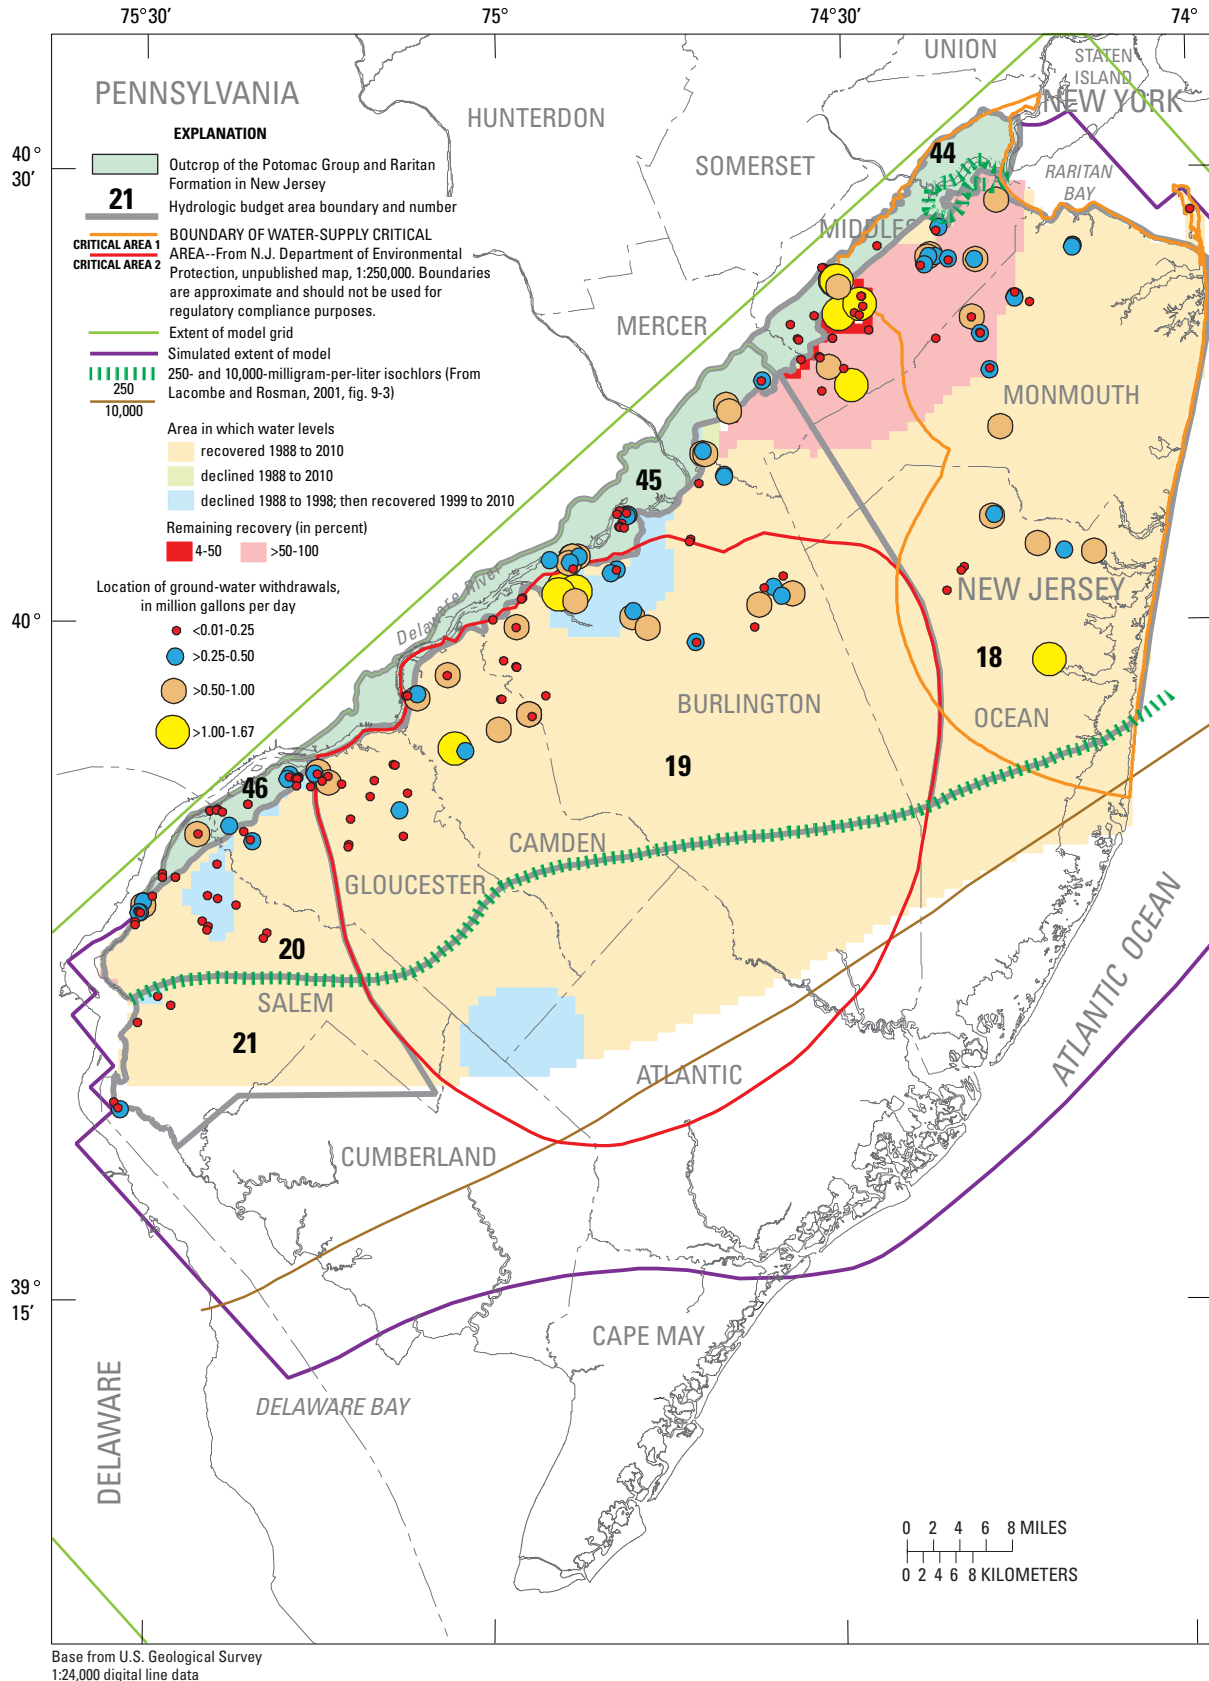 75°30′
75°
74°30′
74°
UNION
STATEN
ISLAND
NEW YORK
PENNSYLVANIA
HUNTERDON
EXPLANATION
40°
30′
Outcrop of the Potomac Group and Raritan
Formation in New Jersey
44
SOMERSET
RARITAN
BAY
21
Hydrologic budget area boundary and number
MIDDLES
CRITICAL AREA 1
CRITICAL AREA 2
BOUNDARY OF WATER-SUPPLY CRITICAL
AREA--From N.J. Department of Environmental
Protection, unpublished map, 1:250,000. Boundaries
are approximate and should not be used for
regulatory compliance purposes.
MERCER
Extent of model grid
Simulated extent of model
250
10,000
250- and 10,000-milligram-per-liter isochlors (From
Lacombe and Rosman, 2001, fig. 9-3)
MONMOUTH
Area in which water levels
recovered 1988 to 2010
declined 1988 to 2010
declined 1988 to 1998; then recovered 1999 to 2010
45
Remaining recovery (in percent)
4-50
>50-100
Location of ground-water withdrawals,
in million gallons per day
Delaware River
NEW JERSEY
40°
<0.01-0.25
>0.25-0.50
>0.50-1.00
>1.00-1.67
18
BURLINGTON
OCEAN
19
46
CAMDEN
GLOUCESTER
20
SALEM
21
ATLANTIC OCEAN
ATLANTIC
CUMBERLAND
39°
15′
CAPE MAY
DELAWARE
DELAWARE BAY
0 2 4 6 8 MILES
0 2 4 6 8 KILOMETERS
Base from U.S. Geological Survey
1:24,000 digital line data